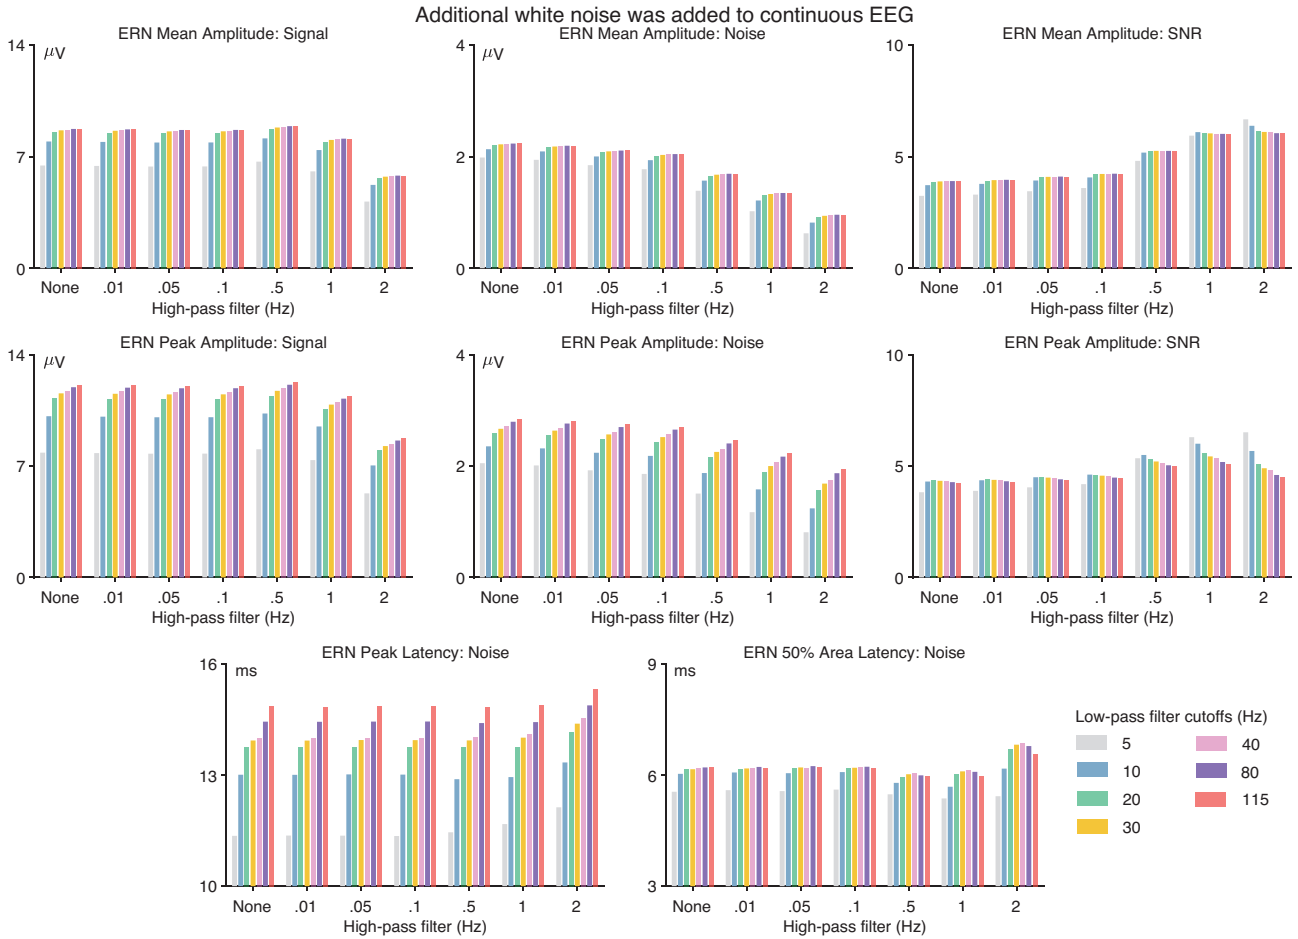 Additional white noise was added to continuous EEG
ERN Mean Amplitude: Signal
14
μV
7
0
None .01 .05 .1 .5 1 2
High-pass filter (Hz)
ERN Mean Amplitude: Noise
4
μV
2
0
None .01 .05 .1 .5 1 2
High-pass filter (Hz)
ERN Mean Amplitude: SNR
10
5
0
None .01 .05 .1 .5 1 2
High-pass filter (Hz)
ERN Peak Amplitude: Signal
14
μV
7
0
None .01 .05 .1 .5 1 2
High-pass filter (Hz)
ERN Peak Amplitude: Noise
4
μV
2
0
None .01 .05 .1 .5 1 2
High-pass filter (Hz)
ERN Peak Amplitude: SNR
10
5
0
None .01 .05 .1 .5 1 2
High-pass filter (Hz)
ERN Peak Latency: Noise
16
ms
13
10
None .01 .05 .1 .5 1 2
High-pass filter (Hz)
ERN 50% Area Latency: Noise
9
ms
6
3
None .01 .05 .1 .5 1 2
High-pass filter (Hz)
Low-pass filter cutoffs (Hz)
5 40
10 80
20 115
30